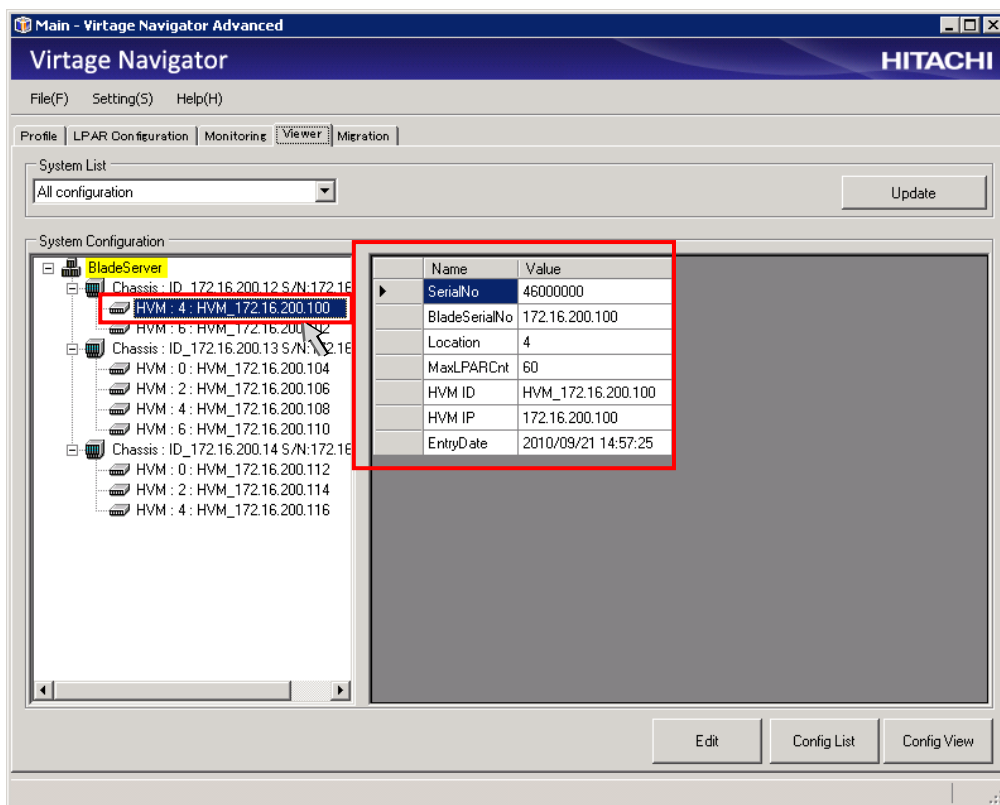 Main - Virtage Navigator Advanced
Virtage Navigator HITACHI
File(F) Setting(S) Help(H)
Profile LPAR Configuration Monitoring Viewer Migration
System List
All configuration Update
System Configuration
BladeServer
Chassis : ID_172.16.200.12 S/N:172.16
HVM : 4 : HVM_172.16.200.100
HVM : 6 : HVM_172.16.200
Chassis : ID_172.16.200.13 S/N:172.16
HVM : 0 : HVM_172.16.200.104
HVM : 2 : HVM_172.16.200.106
HVM : 4 : HVM_172.16.200.108
HVM : 6 : HVM_172.16.200.110
Chassis : ID_172.16.200.14 S/N:172.16
HVM : 0 : HVM_172.16.200.112
HVM : 2 : HVM_172.16.200.114
HVM : 4 : HVM_172.16.200.116
Name Value
SerialNo 46000000
BladeSerialNo 172.16.200.100
Location 4
MaxLPARCnt 60
HVM ID HVM_172.16.200.100
HVM IP 172.16.200.100
EntryDate 2010/09/21 14:57:25
Edit Config List Config View